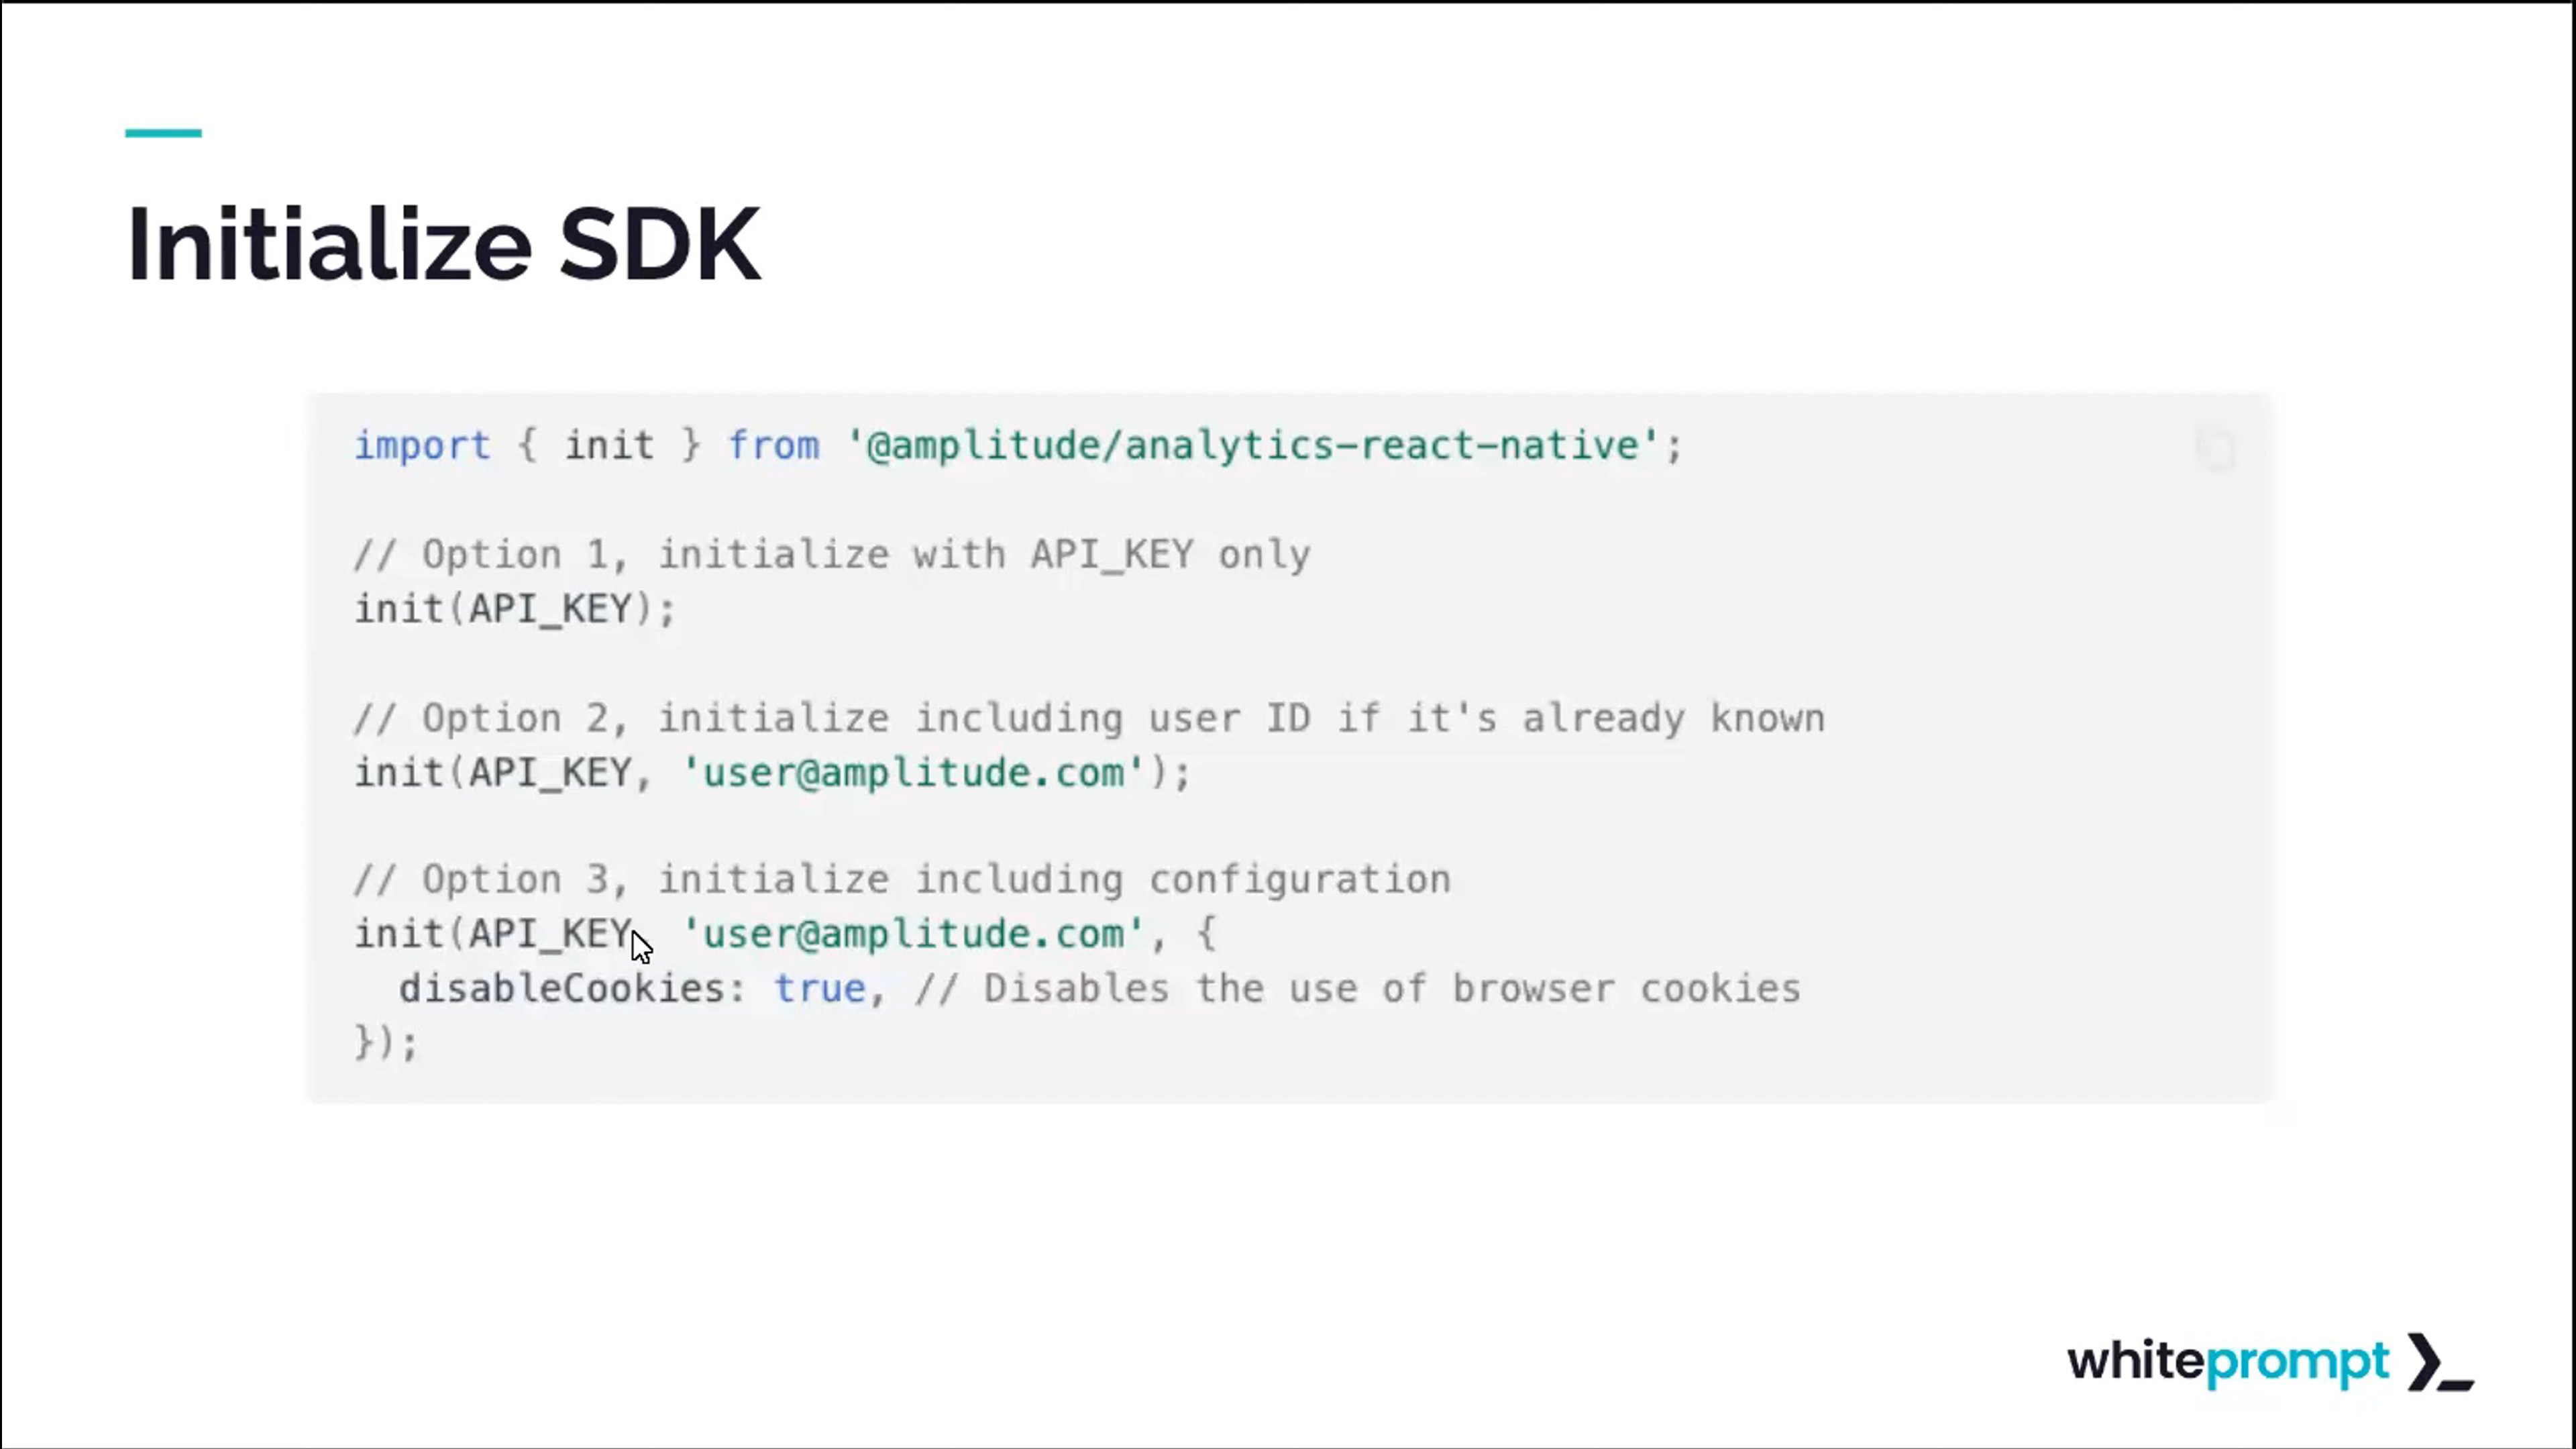 Initialize SDK
import { init } from '@amplitude/analytics-react-native';
// Option 1, initialize with API_KEY only
init(API_KEY);
// Option 2, initialize including user ID if it's already known
init(API_KEY, 'user@amplitude.com');
// Option 3, initialize including configuration
init(API_KEY, 'user@amplitude.com', {
  disableCookies: true, // Disables the use of browser cookies
});
whiteprompt